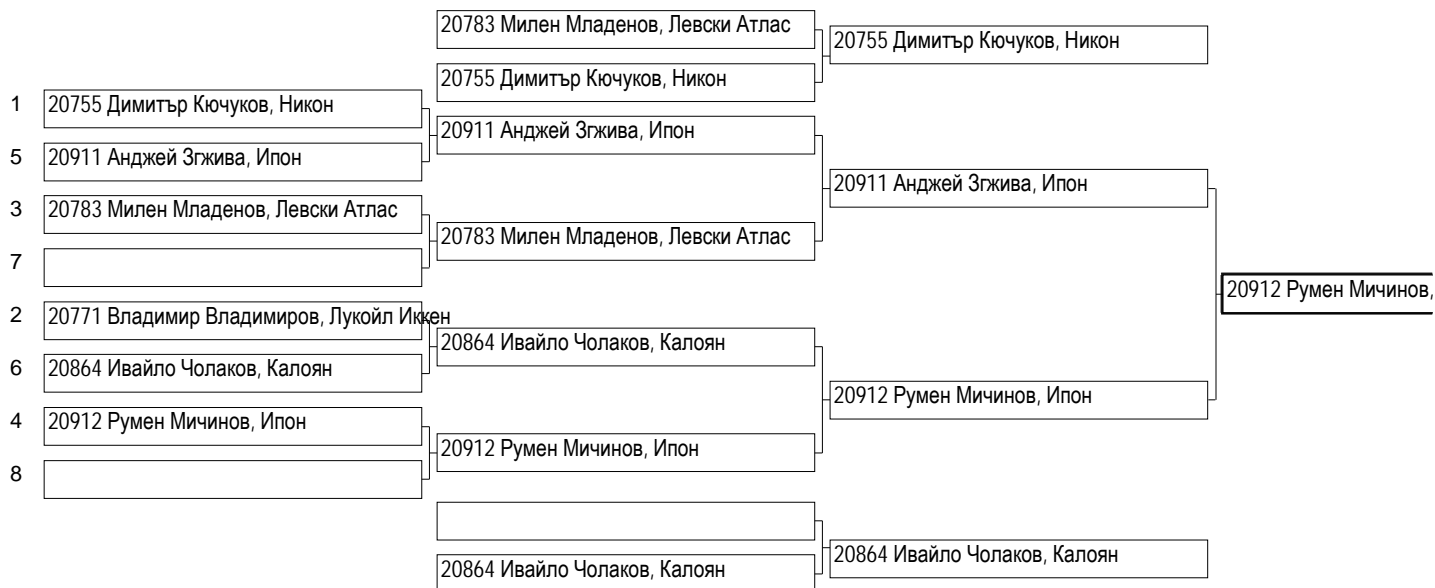 20783 Милен Младенов, Левски Атлас
20755 Димитър Кючуков, Никон
20755 Димитър Кючуков, Никон
1 20755 Димитър Кючуков, Никон
20911 Анджей Згжива, Ипон
5 20911 Анджей Згжива, Ипон
20911 Анджей Згжива, Ипон
3 20783 Милен Младенов, Левски Атлас
20783 Милен Младенов, Левски Атлас
7
20912 Румен Мичинов,
2 20771 Владимир Владимиров, Лукойл Иккен
20864 Ивайло Чолаков, Калоян
6 20864 Ивайло Чолаков, Калоян
20912 Румен Мичинов, Ипон
4 20912 Румен Мичинов, Ипон
20912 Румен Мичинов, Ипон
8
20864 Ивайло Чолаков, Калоян
20864 Ивайло Чолаков, Калоян